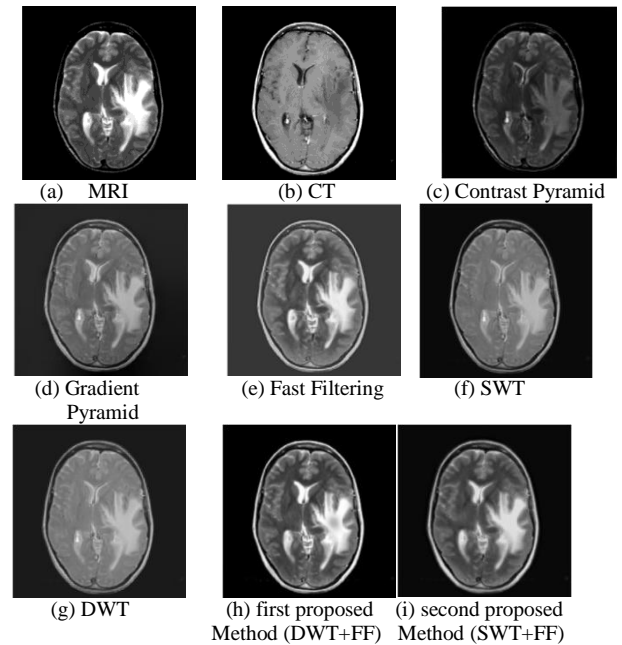 (a) MRI
(b) CT
(c) Contrast Pyramid
(d) Gradient
Pyramid
(e) Fast Filtering
(f) SWT
(g) DWT
(h) first proposed
Method (DWT+FF)
(i) second proposed
Method (SWT+FF)